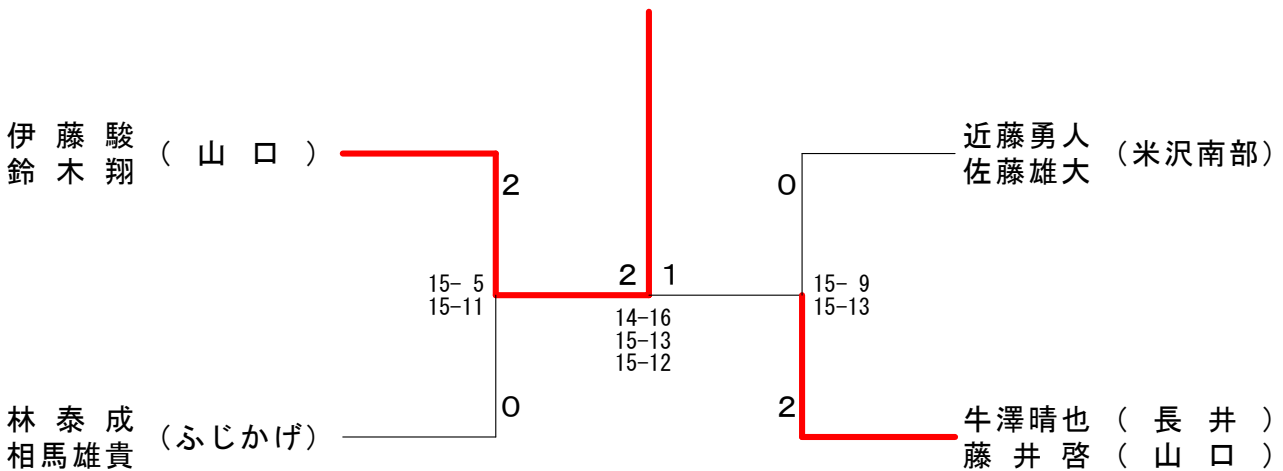 伊藤駿
鈴木翔
(山口)
2
15- 5
15-11
0
林泰成
相馬雄貴
(ふじかげ)
2 1
14-16
15-13
15-12
近藤勇人
佐藤雄大
(米沢南部)
0
15- 9
15-13
2
牛澤晴也(長井)
藤井啓(山口)